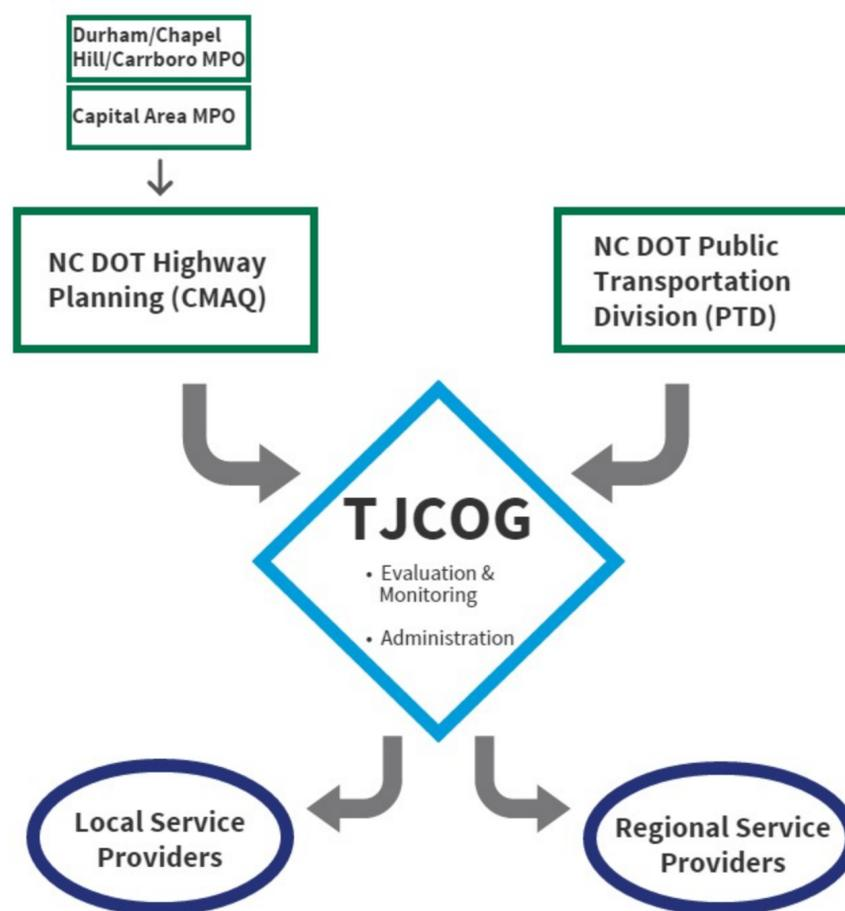 Durham/Chapel
Hill/Carrboro MPO
Capital Area MPO
NC DOT Highway
Planning (CMAQ)
NC DOT Public
Transportation
Division (PTD)
TJCOG
• Evaluation &
Monitoring
• Administration
Local Service
Providers
Regional Service
Providers